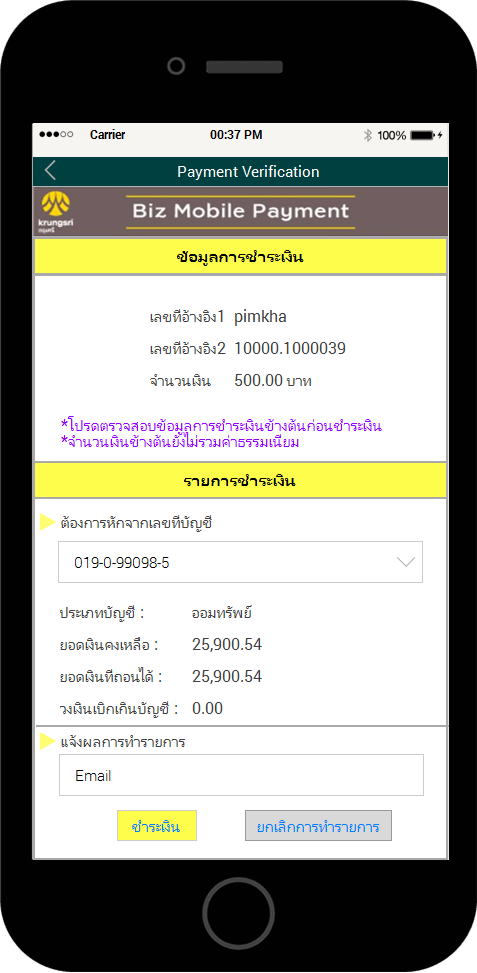 Carrier 00:37 PM 100%
Payment Verification
krungsri
กรุงศรี
Biz Mobile Payment
ข้อมูลการชำระเงิน
เลขที่อ้างอิง1 pimkha
เลขที่อ้างอิง2 10000.1000039
จำนวนเงิน 500.00 บาท
*โปรดตรวจสอบข้อมูลการชำระเงินข้างต้นก่อนชำระเงิน
*จำนวนเงินข้างต้นยังไม่รวมค่าธรรมเนียม
รายการชำระเงิน
ต้องการหักจากเลขที่บัญชี
019-0-99098-5
ประเภทบัญชี : ออมทรัพย์
ยอดเงินคงเหลือ : 25,900.54
ยอดเงินที่ถอนได้ : 25,900.54
วงเงินเบิกเกินบัญชี : 0.00
แจ้งผลการทำรายการ
Email
ชำระเงิน ยกเลิกการทำรายการ